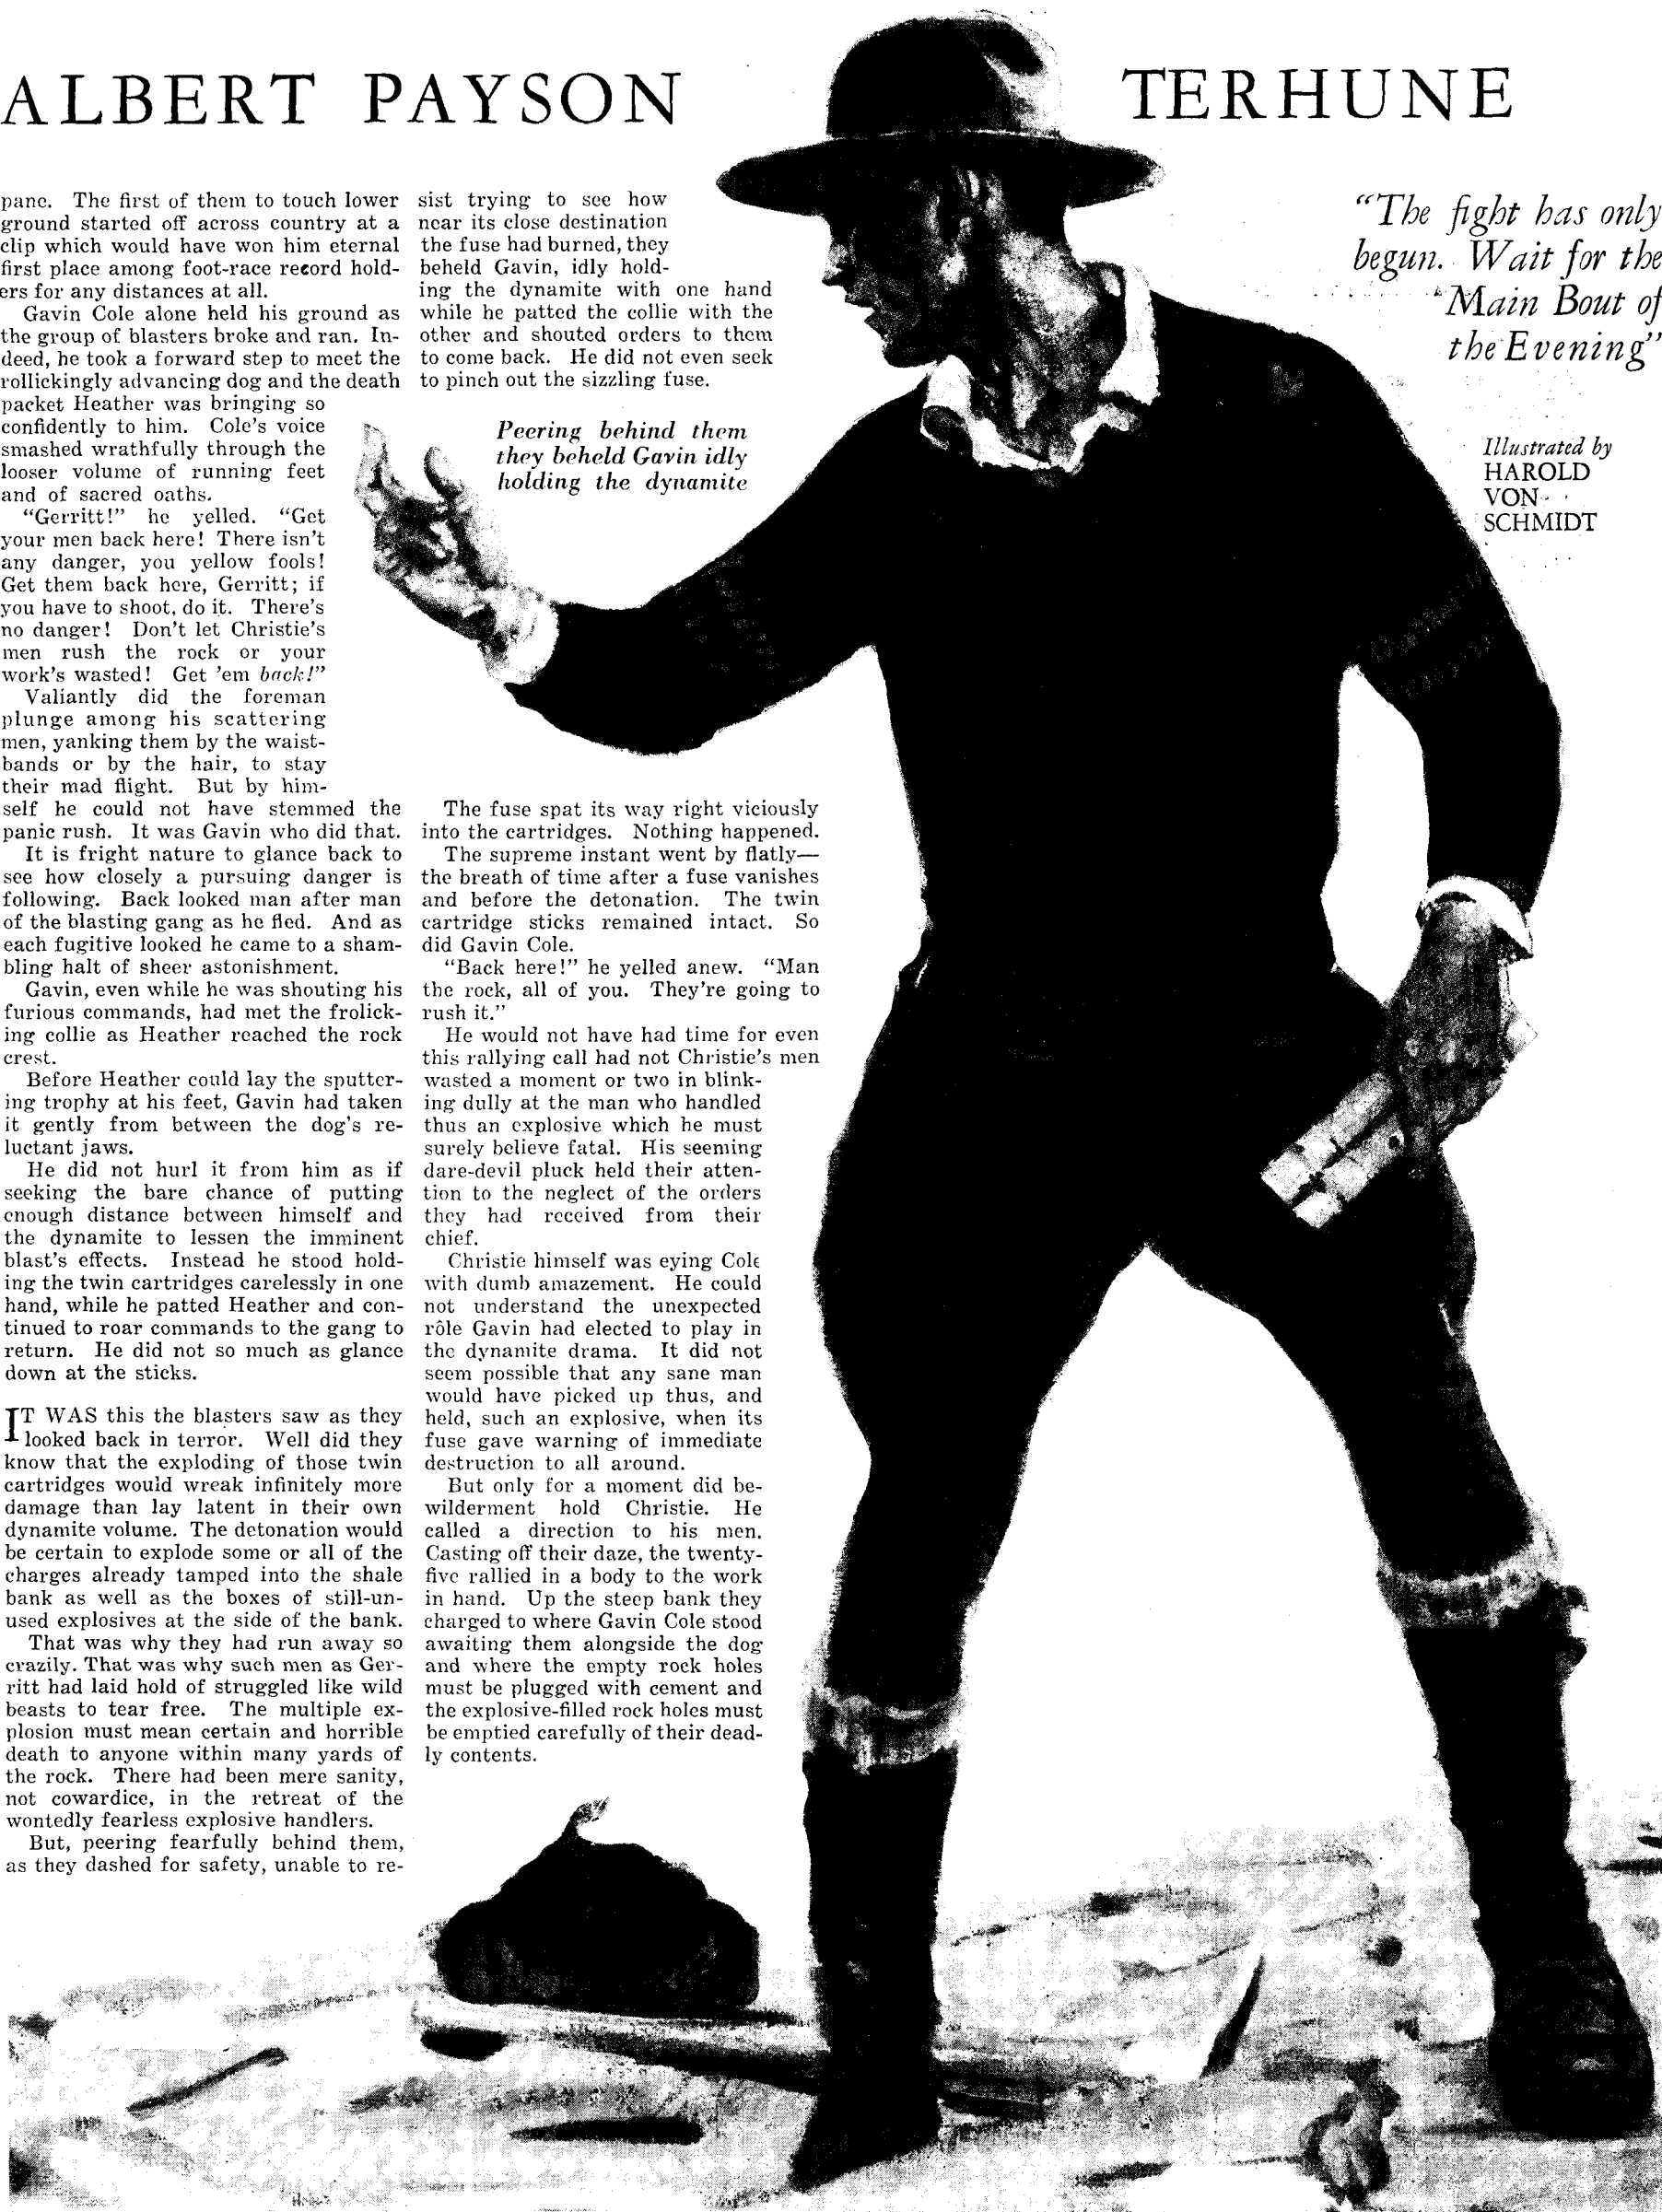 ALBERT PAYSON TERHUNE
pane. The first of them to touch lower
ground started off across country at a
clip which would have won him eternal
first place among foot-race record hold-
ers for any distances at all.
Gavin Cole alone held his ground as
the group of blasters broke and ran. In-
deed, he took a forward step to meet the
rollickingly advancing dog and the death
packet Heather was bringing so
confidently to him. Cole's voice
smashed wrathfully through the
looser volume of running feet
and of sacred oaths.
"Gerritt!" he yelled. "Get
your men back here! There isn't
any danger, you yellow fools!
Get them back here, Gerritt; if
you have to shoot, do it. There's
no danger! Don't let Christie's
men rush the rock or your
work's wasted! Get 'em back!"
Valiantly did the foreman
plunge among his scattering
men, yanking them by the waist-
bands or by the hair, to stay
their mad flight. But by him-
self he could not have stemmed the
panic rush. It was Gavin who did that.
It is fright nature to glance back to
see how closely a pursuing danger is
following. Back looked man after man
of the blasting gang as he fled. And as
each fugitive looked he came to a sham-
bling halt of sheer astonishment.
Gavin, even while he was shouting his
furious commands, had met the frolick-
ing collie as Heather reached the rock
crest.
Before Heather could lay the sputter-
ing trophy at his feet, Gavin had taken
it gently from between the dog's re-
luctant jaws.
He did not hurl it from him as if
seeking the bare chance of putting
enough distance between himself and
the dynamite to lessen the imminent
blast's effects. Instead he stood hold-
ing the twin cartridges carelessly in one
hand, while he patted Heather and con-
tinued to roar commands to the gang to
return. He did not so much as glance
down at the sticks.
IT WAS this the blasters saw as they
looked back in terror. Well did they
know that the exploding of those twin
cartridges would wreak infinitely more
damage than lay latent in their own
dynamite volume. The detonation would
be certain to explode some or all of the
charges already tamped into the shale
bank as well as the boxes of still-un-
used explosives at the side of the bank.
That was why they had run away so
crazily. That was why such men as Ger-
ritt had laid hold of struggled like wild
beasts to tear free. The multiple ex-
plosion must mean certain and horrible
death to anyone within many yards of
the rock. There had been mere sanity,
not cowardice, in the retreat of the
wontedly fearless explosive handlers.
But, peering fearfully behind them,
as they dashed for safety, unable to re-
sist trying to see how
near its close destination
the fuse had burned, they
beheld Gavin, idly hold-
ing the dynamite with one hand
while he patted the collie with the
other and shouted orders to them
to come back. He did not even seek
to pinch out the sizzling fuse.
Peering behind them
they beheld Gavin idly
holding the dynamite
The fuse spat its way right viciously
into the cartridges. Nothing happened.
The supreme instant went by flatly—
the breath of time after a fuse vanishes
and before the detonation. The twin
cartridge sticks remained intact. So
did Gavin Cole.
"Back here!" he yelled anew. "Man
the rock, all of you. They're going to
rush it."
He would not have had time for even
this rallying call had not Christie's men
wasted a moment or two in blink-
ing dully at the man who handled
thus an explosive which he must
surely believe fatal. His seeming
dare-devil pluck held their atten-
tion to the neglect of the orders
they had received from their
chief.
Christie himself was eying Cole
with dumb amazement. He could
not understand the unexpected
rôle Gavin had elected to play in
the dynamite drama. It did not
seem possible that any sane man
would have picked up thus, and
held, such an explosive, when its
fuse gave warning of immediate
destruction to all around.
But only for a moment did be-
wilderment hold Christie. He
called a direction to his men.
Casting off their daze, the twenty-
five rallied in a body to the work
in hand. Up the steep bank they
charged to where Gavin Cole stood
awaiting them alongside the dog
and where the empty rock holes
must be plugged with cement and
the explosive-filled rock holes must
be emptied carefully of their dead-
ly contents.
"The fight has only
begun. Wait for the
Main Bout of
the Evening"
Illustrated by
HAROLD
VON
SCHMIDT